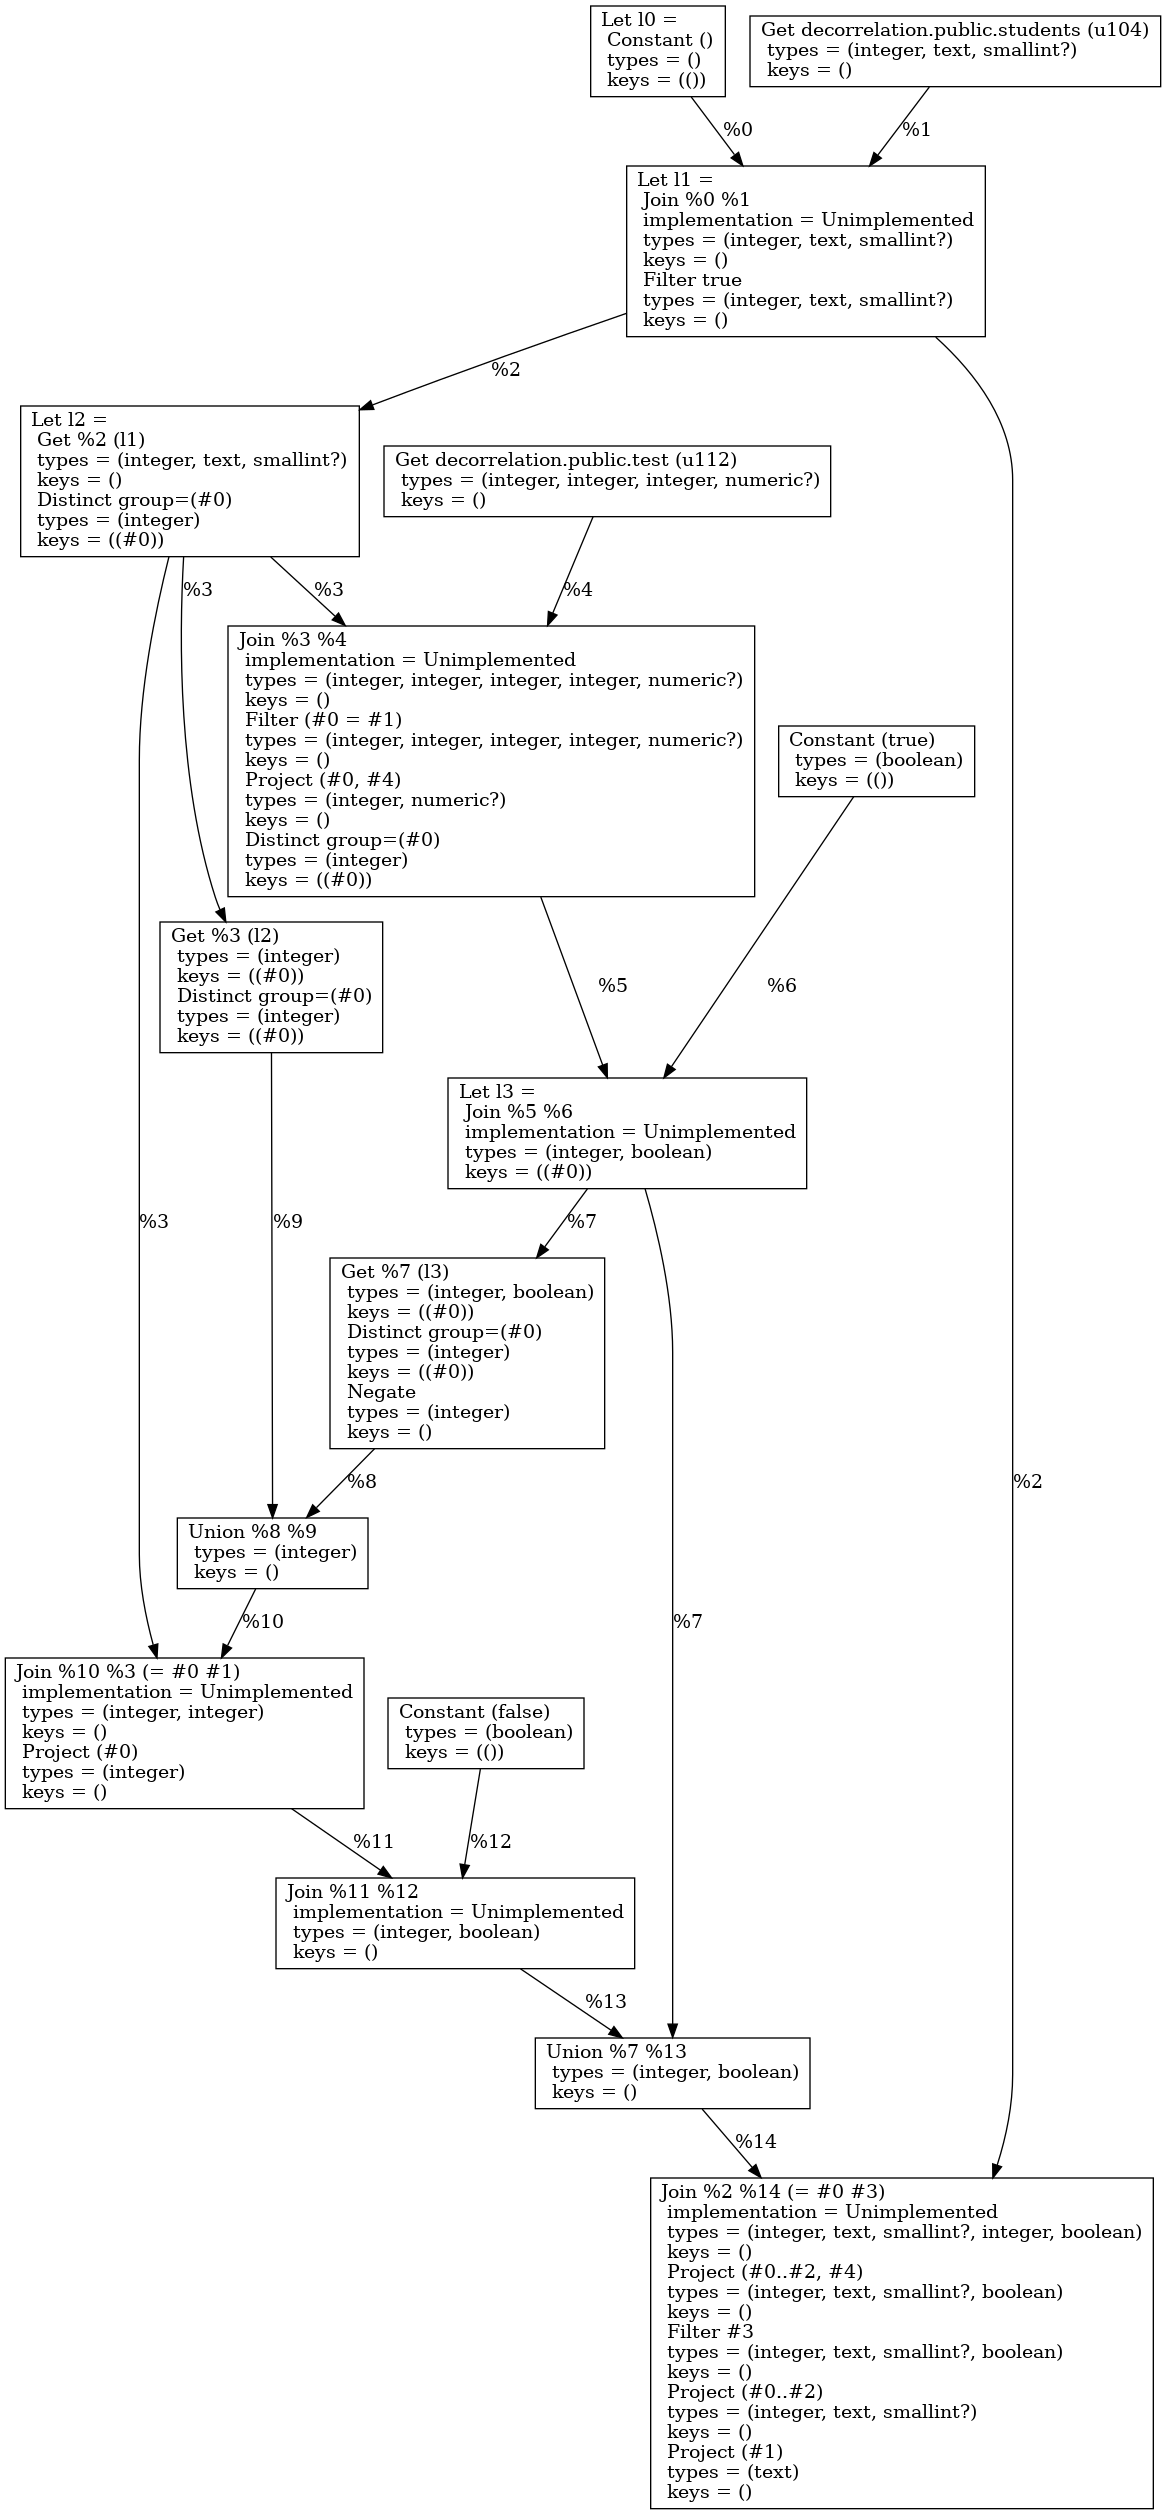 Let l0 =
Constant ()
types = ()
keys = (())
Get decorrelation.public.students (u104)
types = (integer, text, smallint?)
keys = ()
%0
%1
Let l1 =
Join %0 %1
implementation = Unimplemented
types = (integer, text, smallint?)
keys = ()
Filter true
types = (integer, text, smallint?)
keys = ()
%2
Let l2 =
Get %2 (l1)
types = (integer, text, smallint?)
keys = ()
Distinct group=(#0)
types = (integer)
keys = ((#0))
Get decorrelation.public.test (u112)
types = (integer, integer, integer, numeric?)
keys = ()
%3
%3
%4
Join %3 %4
implementation = Unimplemented
types = (integer, integer, integer, integer, numeric?)
keys = ()
Filter (#0 = #1)
types = (integer, integer, integer, integer, numeric?)
keys = ()
Project (#0, #4)
types = (integer, numeric?)
keys = ()
Distinct group=(#0)
types = (integer)
keys = ((#0))
Constant (true)
types = (boolean)
keys = (())
Get %3 (l2)
types = (integer)
keys = ((#0))
Distinct group=(#0)
types = (integer)
keys = ((#0))
%5
%6
Let l3 =
Join %5 %6
implementation = Unimplemented
types = (integer, boolean)
keys = ((#0))
%3
%9
%7
Get %7 (l3)
types = (integer, boolean)
keys = ((#0))
Distinct group=(#0)
types = (integer)
keys = ((#0))
Negate
types = (integer)
keys = ()
%8
%2
Union %8 %9
types = (integer)
keys = ()
%10
%7
Join %10 %3 (= #0 #1)
implementation = Unimplemented
types = (integer, integer)
keys = ()
Project (#0)
types = (integer)
keys = ()
Constant (false)
types = (boolean)
keys = (())
%11
%12
Join %11 %12
implementation = Unimplemented
types = (integer, boolean)
keys = ()
%13
Union %7 %13
types = (integer, boolean)
keys = ()
%14
Join %2 %14 (= #0 #3)
implementation = Unimplemented
types = (integer, text, smallint?, integer, boolean)
keys = ()
Project (#0..#2, #4)
types = (integer, text, smallint?, boolean)
keys = ()
Filter #3
types = (integer, text, smallint?, boolean)
keys = ()
Project (#0..#2)
types = (integer, text, smallint?)
keys = ()
Project (#1)
types = (text)
keys = ()